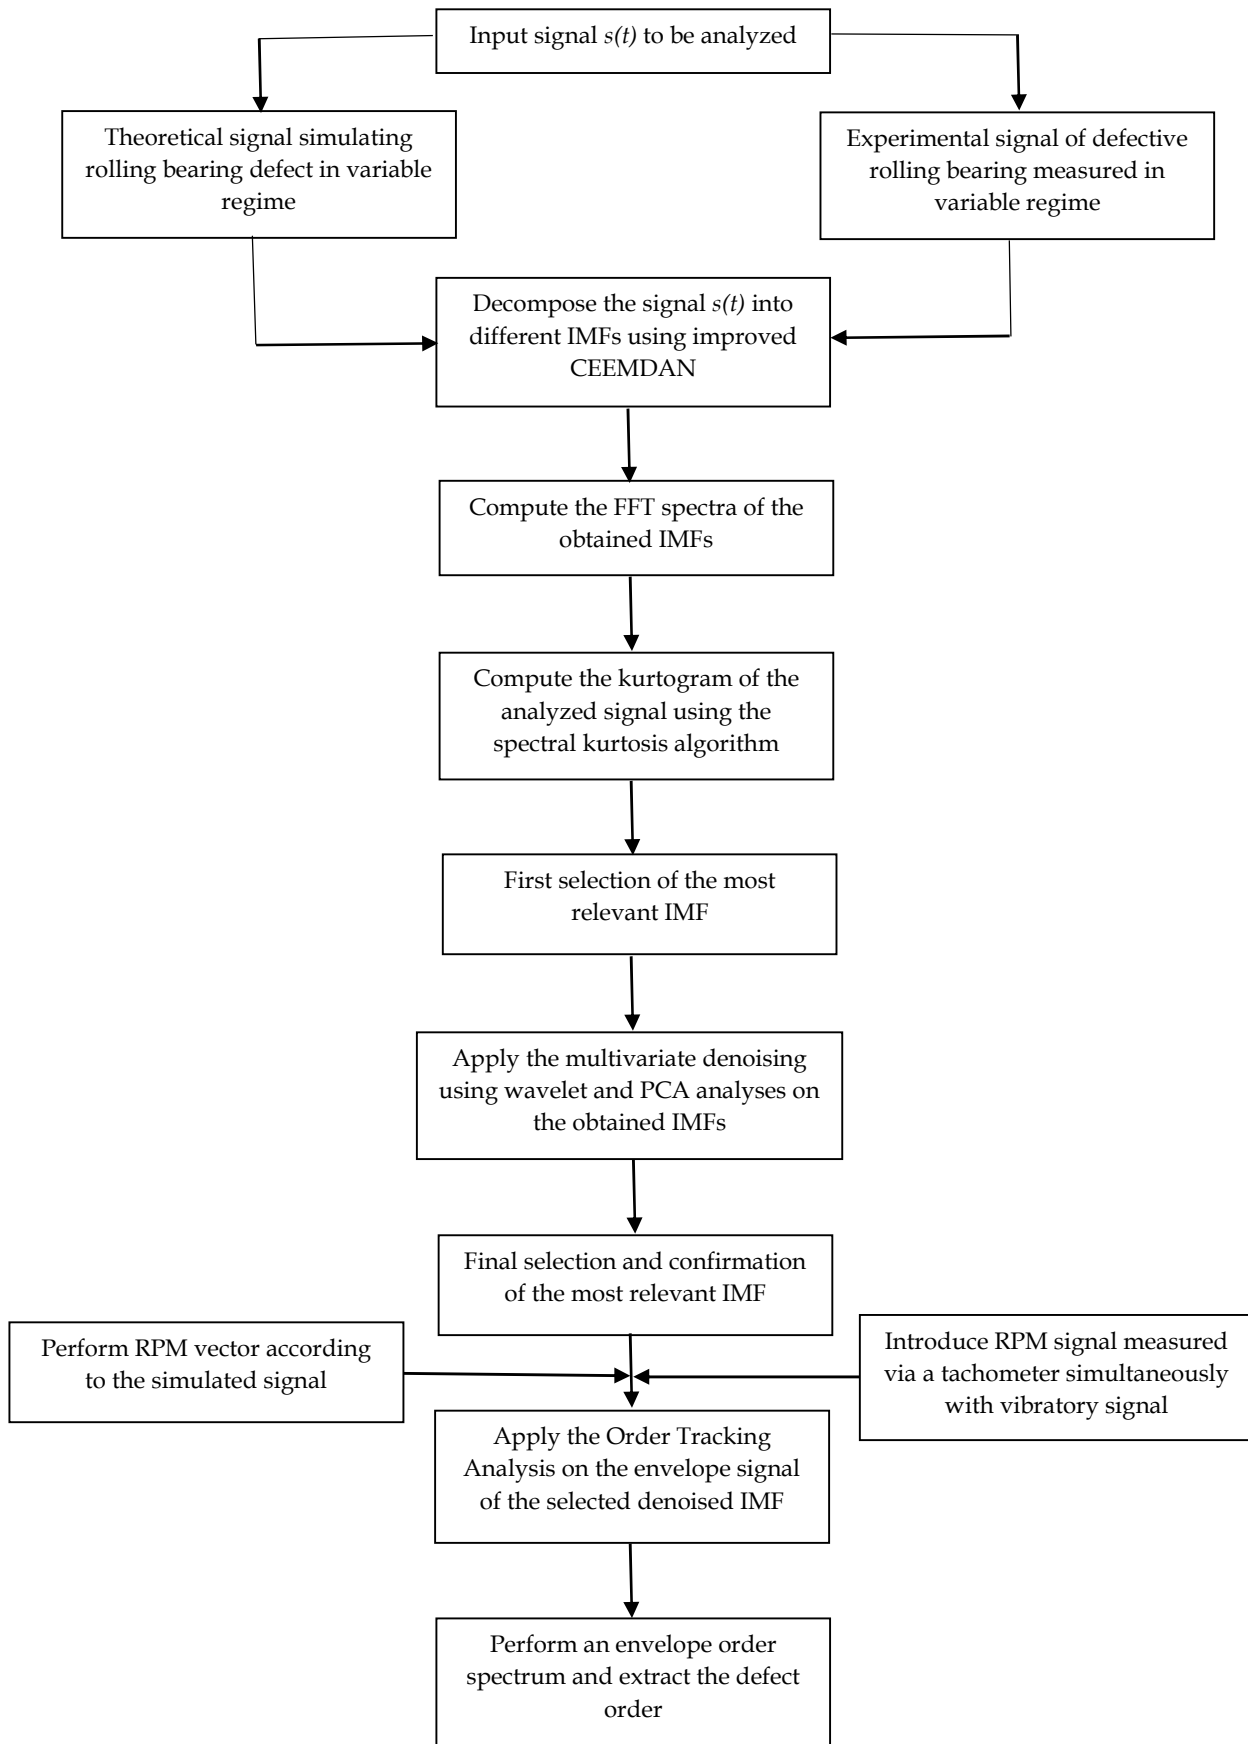 Input signal s(t) to be analyzed
Theoretical signal simulating
rolling bearing defect in variable
regime
Experimental signal of defective
rolling bearing measured in
variable regime
Decompose the signal s(t) into
different IMFs using improved
CEEMDAN
Compute the FFT spectra of the
obtained IMFs
Compute the kurtogram of the
analyzed signal using the
spectral kurtosis algorithm
First selection of the most
relevant IMF
Apply the multivariate denoising
using wavelet and PCA analyses on
the obtained IMFs
Final selection and confirmation
of the most relevant IMF
Perform RPM vector according
to the simulated signal
Introduce RPM signal measured
via a tachometer simultaneously
with vibratory signal
Apply the Order Tracking
Analysis on the envelope signal
of the selected denoised IMF
Perform an envelope order
spectrum and extract the defect
order